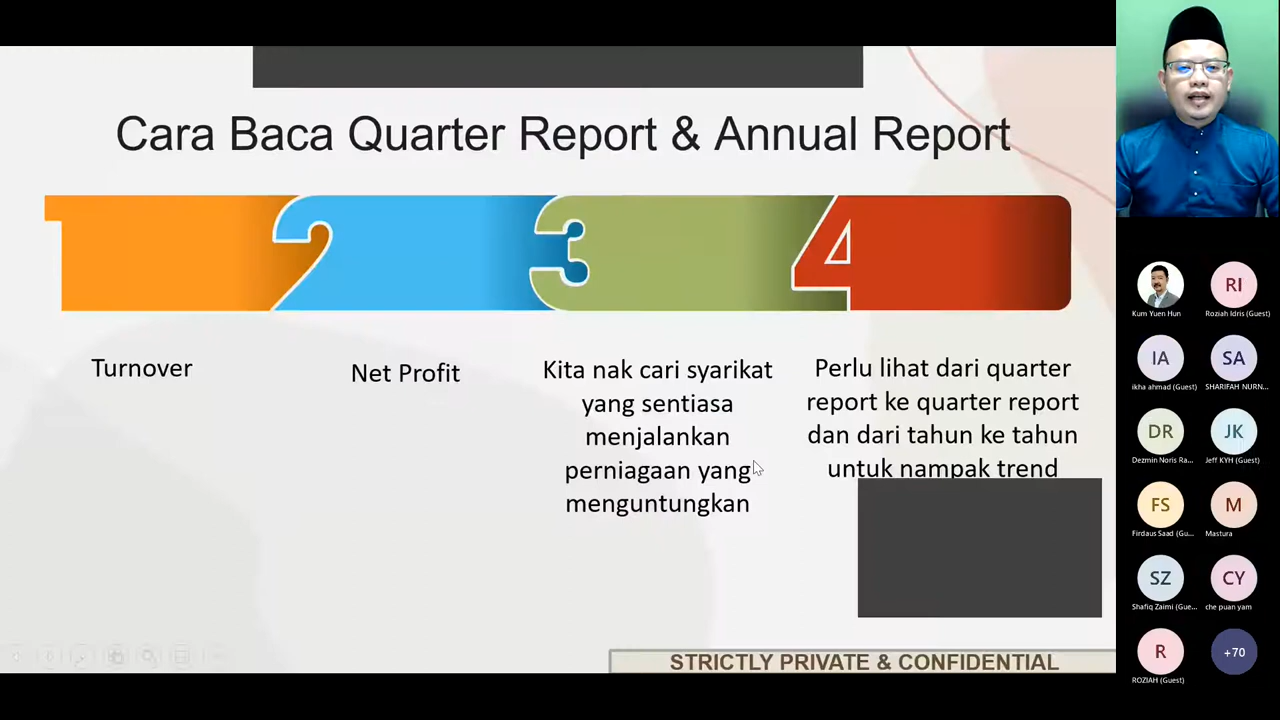 Cara Baca Quarter Report & Annual Report
1
2
3
4
Turnover
Net Profit
Kita nak cari syarikat
yang sentiasa
menjalankan
perniagaan yang
menguntungkan
Perlu lihat dari quarter
report ke quarter report
dan dari tahun ke tahun
untuk nampak trend
STRICTLY PRIVATE & CONFIDENTIAL
Kum Yuen Hun
RI
Roziah Idris (Guest)
IA
ikha ahmad (Guest)
SA
SHARIFAH NURN...
DR
Dezmin Noris Ra...
JK
Jeff KYH (Guest)
FS
Firdaus Saad (Gu...
M
Mastura
SZ
Shafiq Zaimi (Gue...
CY
che puan yam
R
ROZIAH (Guest)
+70